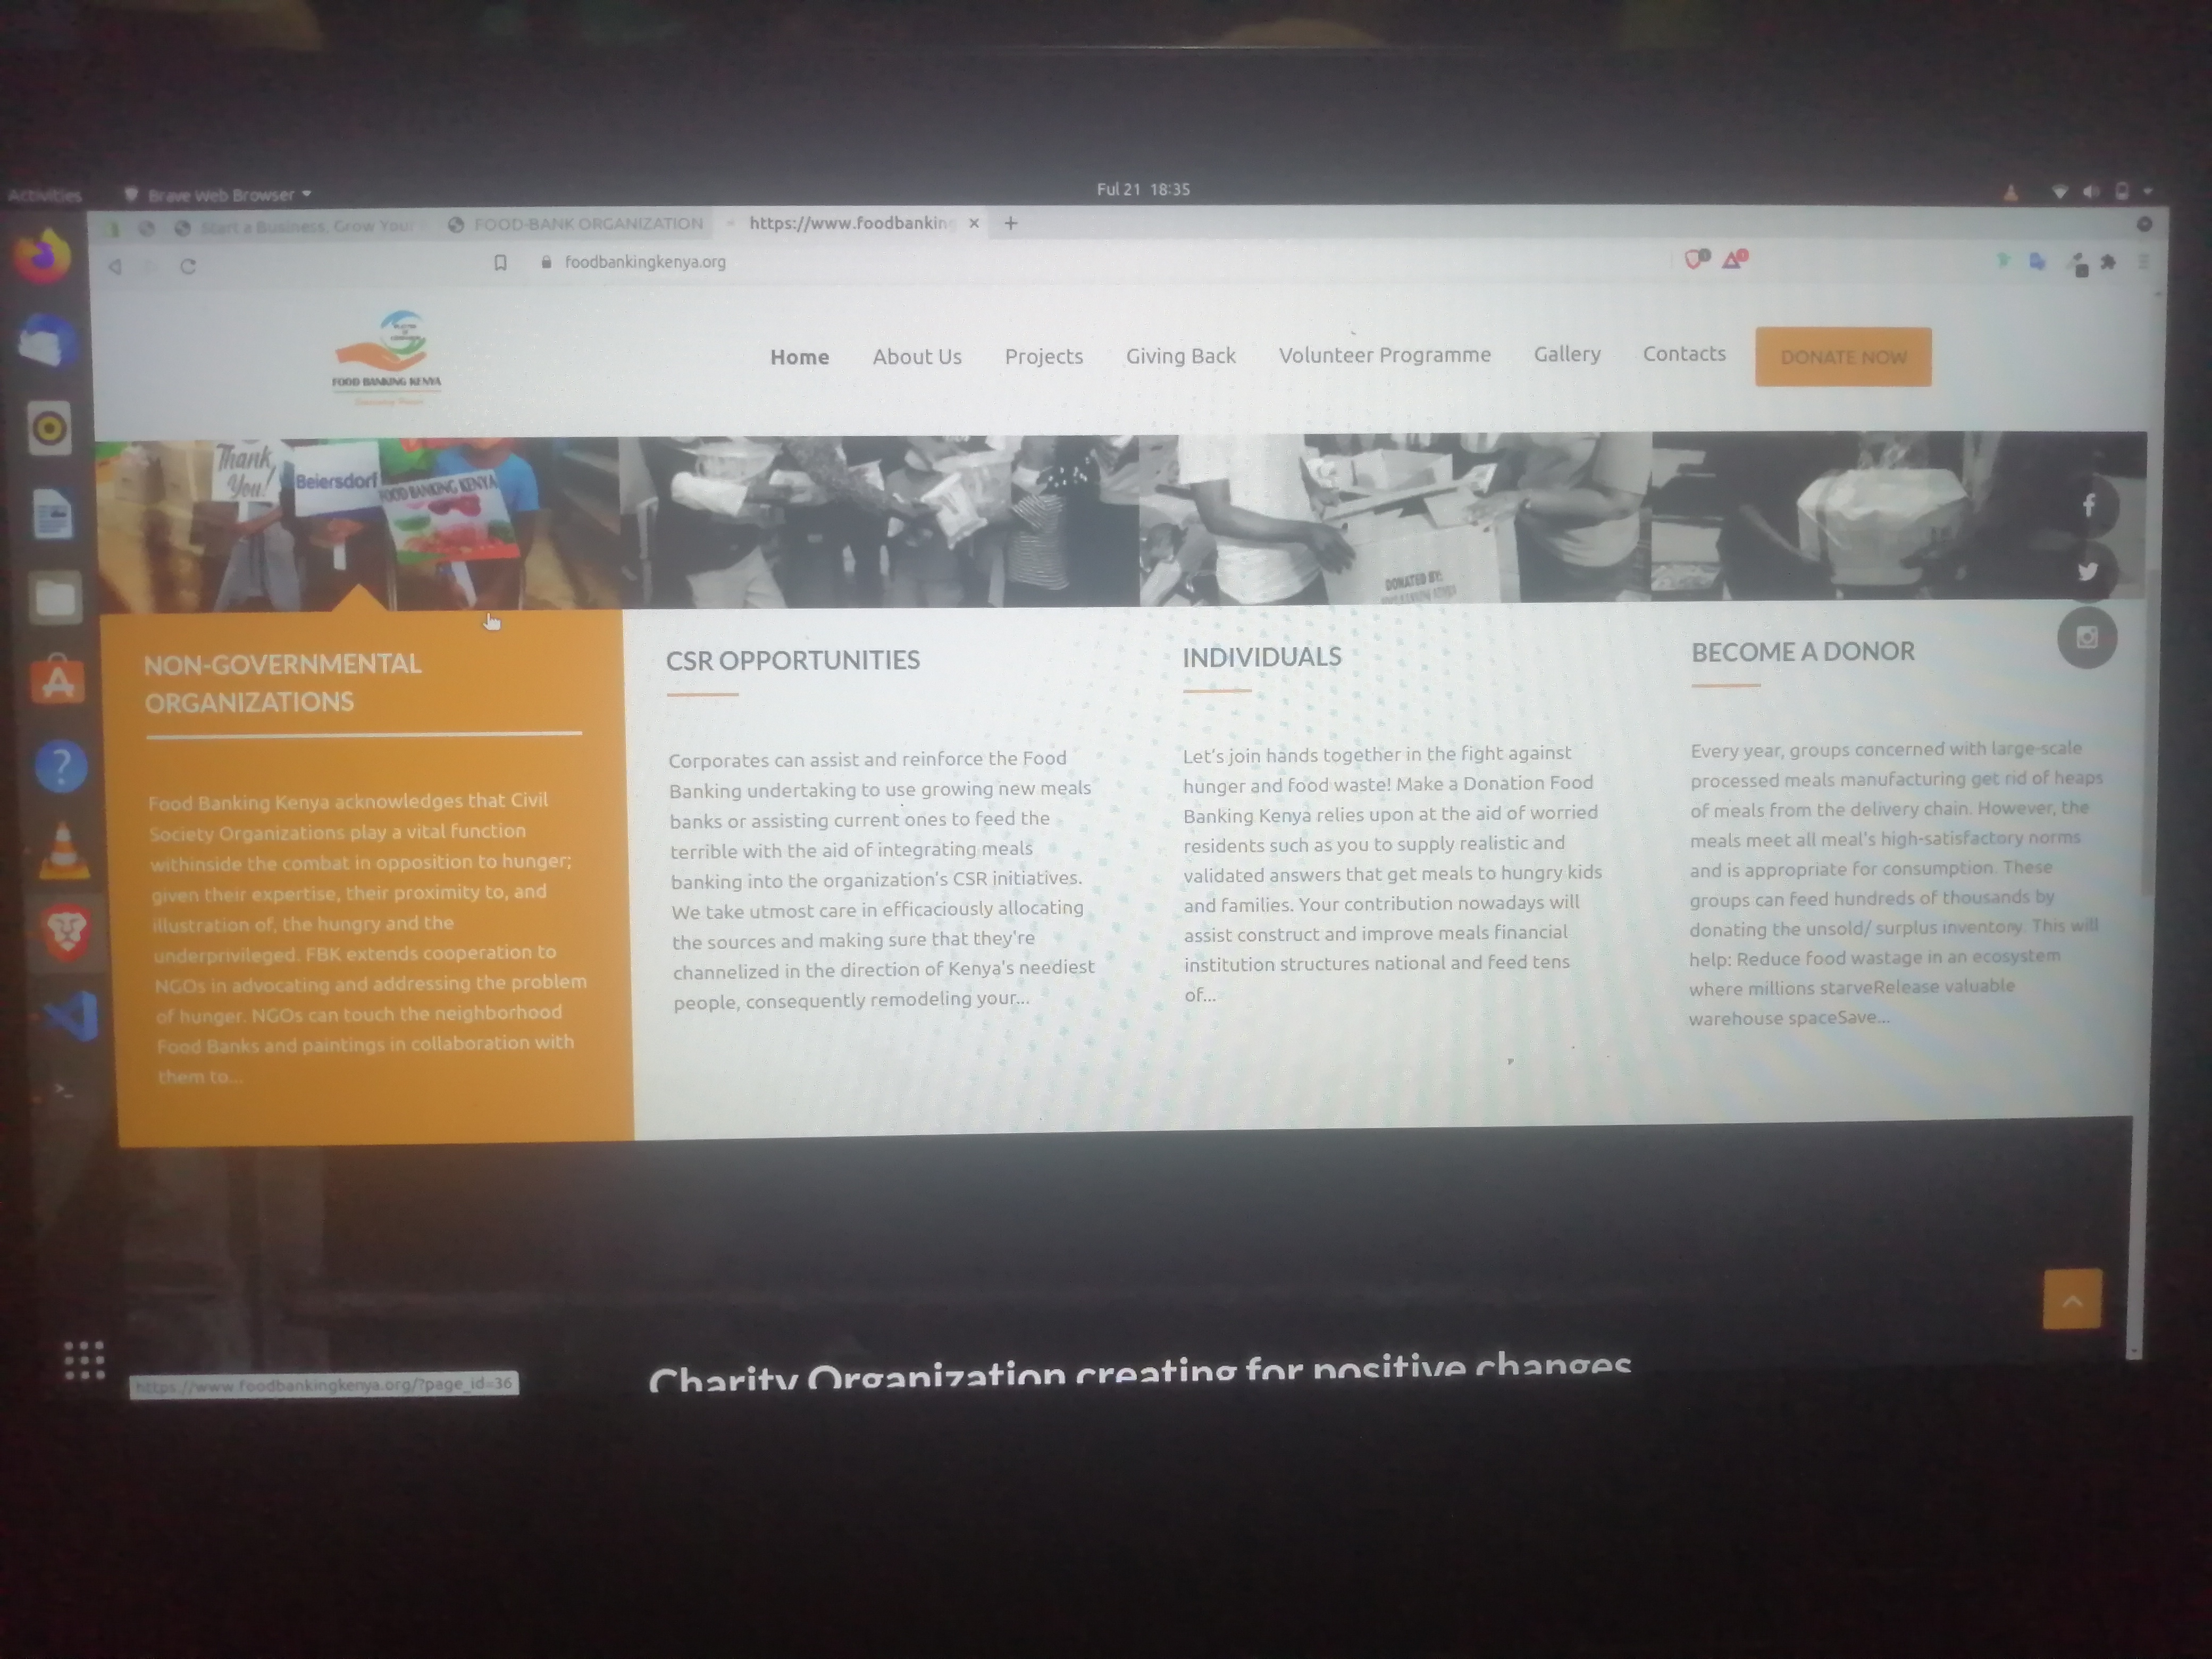 Activities
Brave Web Browser
Ful 21 18:35
Start a Business, Grow Your
FOOD-BANK ORGANIZATION
https://www.foodbanking
foodbankingkenya.org
FOOD BANKING KENYA
Home
About Us
Projects
Giving Back
Volunteer Programme
Gallery
Contacts
DONATE NOW
Thank
You!
Beiersdorf
FOOD BANKING KENYA
DONATED BY:
NON-GOVERNMENTAL
ORGANIZATIONS
Food Banking Kenya acknowledges that Civil
Society Organizations play a vital function
withinside the combat in opposition to hunger;
given their expertise, their proximity to, and
illustration of, the hungry and the
underprivileged. FBK extends cooperation to
NGOs in advocating and addressing the problem
of hunger. NGOs can touch the neighborhood
Food Banks and paintings in collaboration with
them to...
CSR OPPORTUNITIES
Corporates can assist and reinforce the Food
Banking undertaking to use growing new meals
banks or assisting current ones to feed the
terrible with the aid of integrating meals
banking into the organization's CSR initiatives.
We take utmost care in efficaciously allocating
the sources and making sure that they're
channelized in the direction of Kenya's neediest
people, consequently remodeling your...
INDIVIDUALS
Let's join hands together in the fight against
hunger and food waste! Make a Donation Food
Banking Kenya relies upon at the aid of worried
residents such as you to supply realistic and
validated answers that get meals to hungry kids
and families. Your contribution nowadays will
assist construct and improve meals financial
institution structures national and feed tens
of...
BECOME A DONOR
Every year, groups concerned with large-scale
processed meals manufacturing get rid of heaps
of meals from the delivery chain. However, the
meals meet all meal's high-satisfactory norms
and is appropriate for consumption. These
groups can feed hundreds of thousands by
donating the unsold/ surplus inventory. This will
help: Reduce food wastage in an ecosystem
where millions starveRelease valuable
warehouse spaceSave...
Charity Organization creating for positive changes
https://www.foodbankingkenya.org/?page_id=36